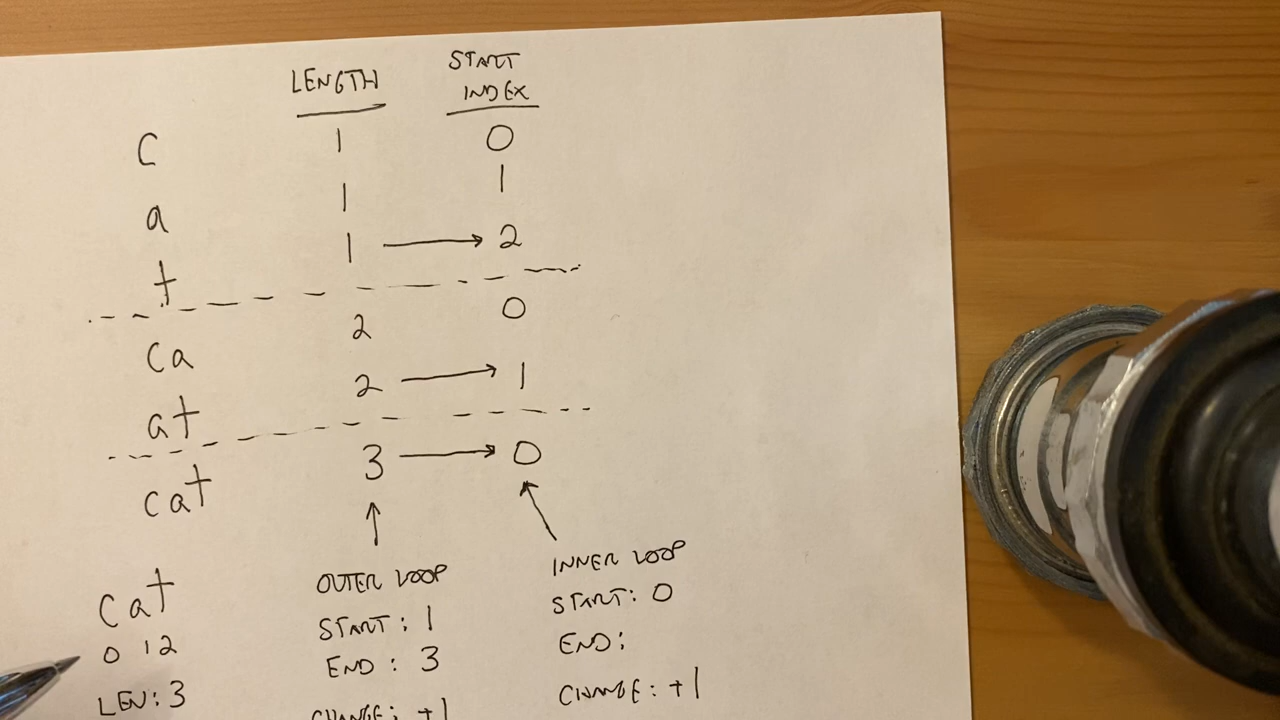 LENGTH START INDEX
c 1 0
a 1 1
t 1 → 2
ca 2 0
at 2 → 1
cat 3 → 0
cat
0 1 2
LEN: 3
OUTER LOOP
START: 1
END: 3
CHANGE: +1
INNER LOOP
START: 0
END:
CHANGE: +1